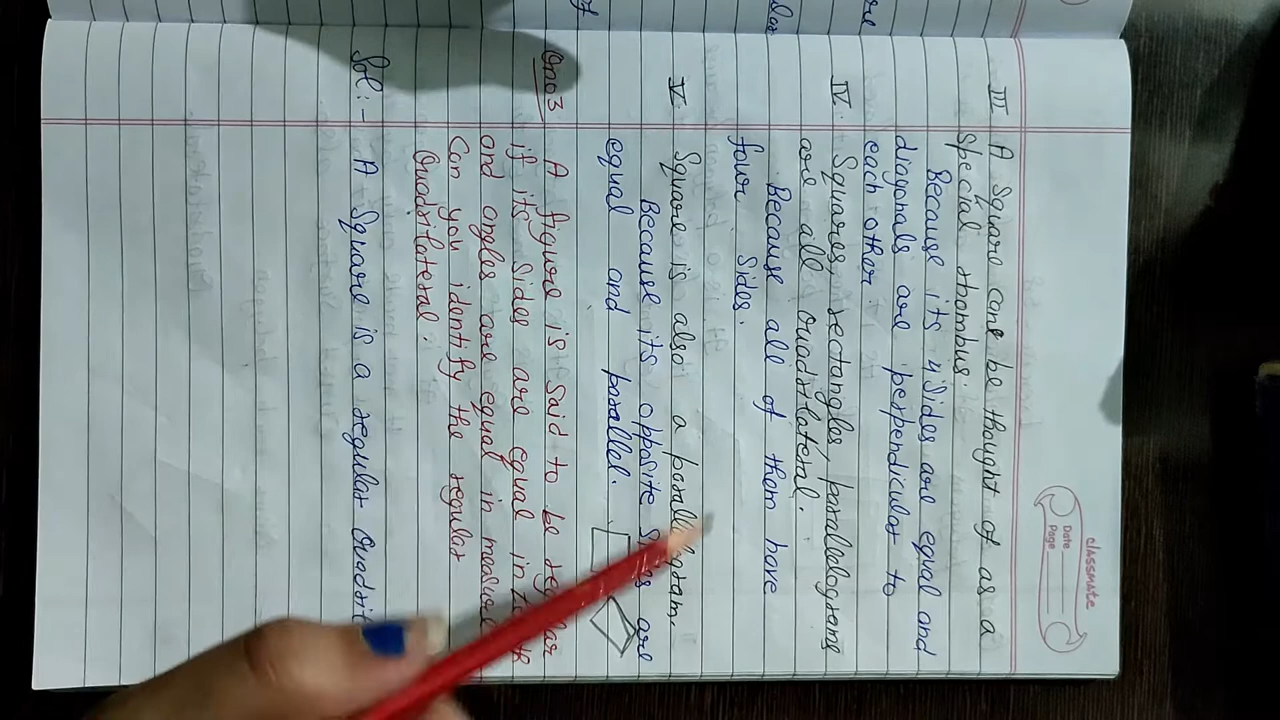 classmate
Date
Page
III A Square cane be thought of as a
special rhombus.
Because its 4 Sides are equal and
diagonals are perpendicular to
each other.
IV. Squares, rectangles, parallelograms
are all Quadrilateral.
Because all of them have
four Sides.
V. Square is also a parallelogram.
Because its opposite Sides are
equal and parallel.
Qno3 A figure is Said to be regular
if its Sides are equal in
and angles are equal in measure
Can you identify the regular
Quadrilateral.
Sol:- A Square is a regular